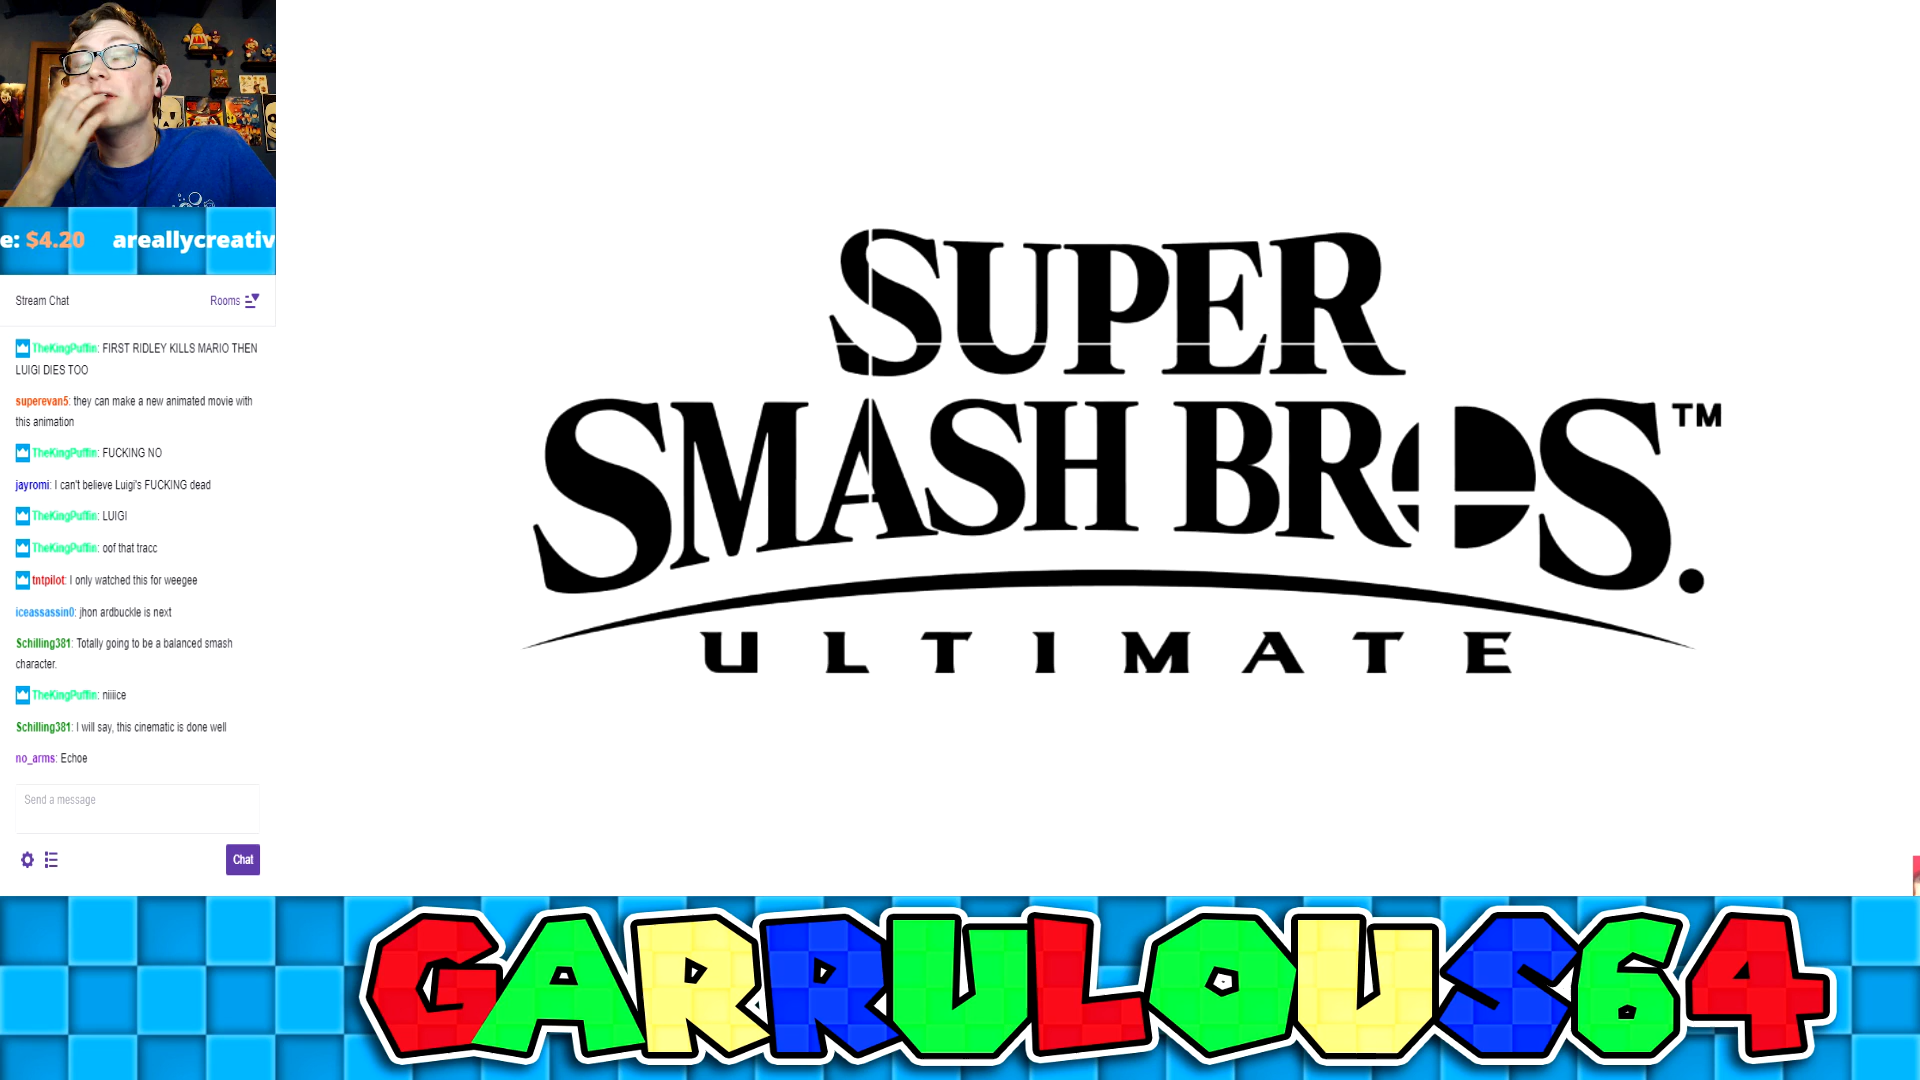 e: $4.20 areallycreativ
Stream Chat Rooms
TheKingPuffin: FIRST RIDLEY KILLS MARIO THEN
LUIGI DIES TOO
superevan5: they can make a new animated movie with
this animation
TheKingPuffin: FUCKING NO
jayromi: I can't believe Luigi's FUCKING dead
TheKingPuffin: LUIGI
TheKingPuffin: oof that tracc
tntpilot: I only watched this for weegee
iceassassin0: jhon ardbuckle is next
Schilling381: Totally going to be a balanced smash
character.
TheKingPuffin: niiiice
Schilling381: I will say, this cinematic is done well
no_arms: Echoe
Send a message
Chat
SUPER
SMASH BROS.™
ULTIMATE
GARRULOUS64